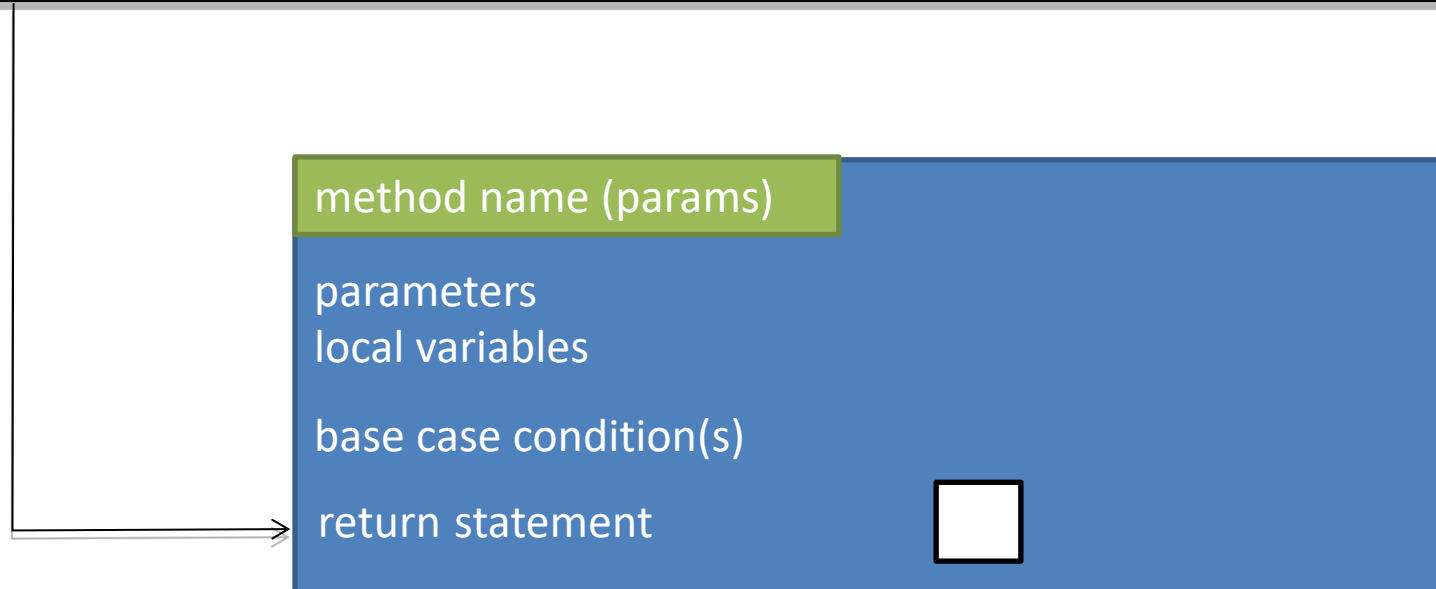 method name (params)
parameters
local variables
base case condition(s)
return statement